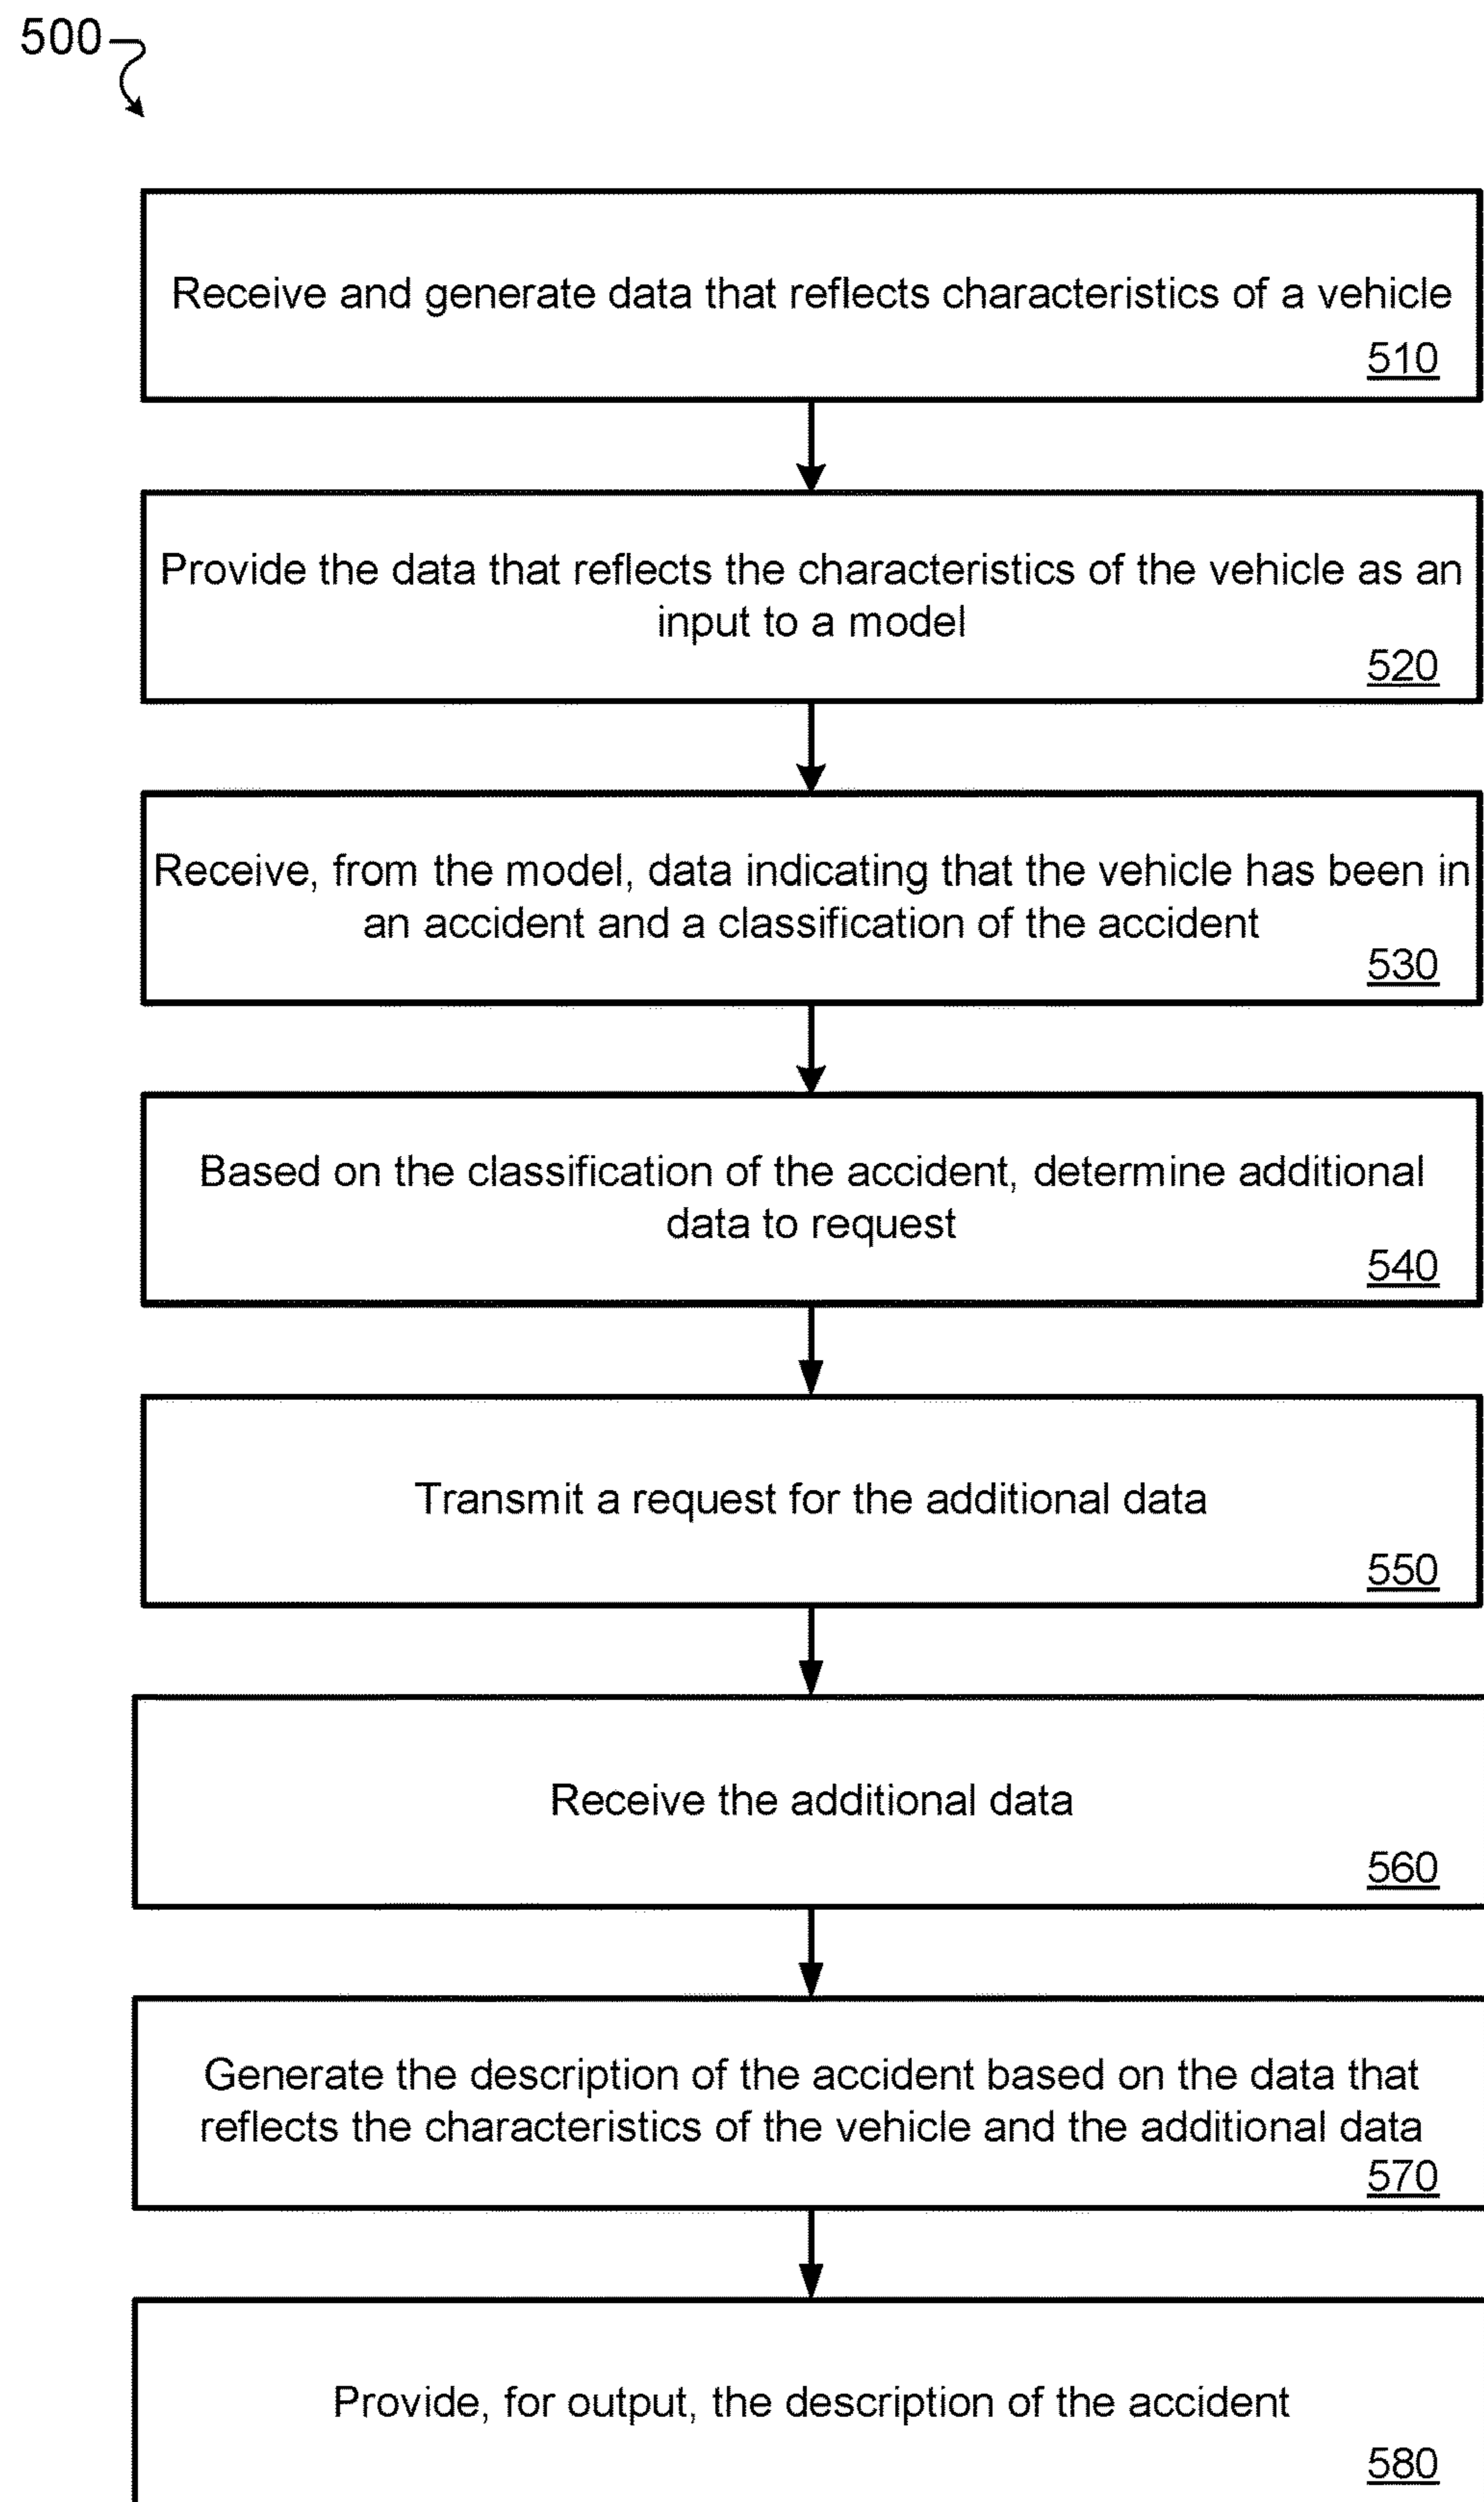 500
Receive and generate data that reflects characteristics of a vehicle
510
Provide the data that reflects the characteristics of the vehicle as an
input to a model
520
Receive, from the model, data indicating that the vehicle has been in
an accident and a classification of the accident
530
Based on the classification of the accident, determine additional
data to request
540
Transmit a request for the additional data
550
Receive the additional data
560
Generate the description of the accident based on the data that
reflects the characteristics of the vehicle and the additional data
570
Provide, for output, the description of the accident
580